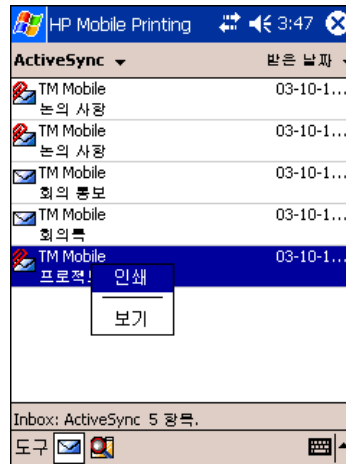 HP Mobile Printing 3:47
ActiveSync 받은 날짜
TM Mobile 03-10-1...
논의 사항
TM Mobile 03-10-1...
논의 사항
TM Mobile 03-10-1...
회의 통보
TM Mobile 03-10-1...
회의록
TM Mobile 03-10-1...
인쇄
보기
Inbox: ActiveSync 5 항목.
도구